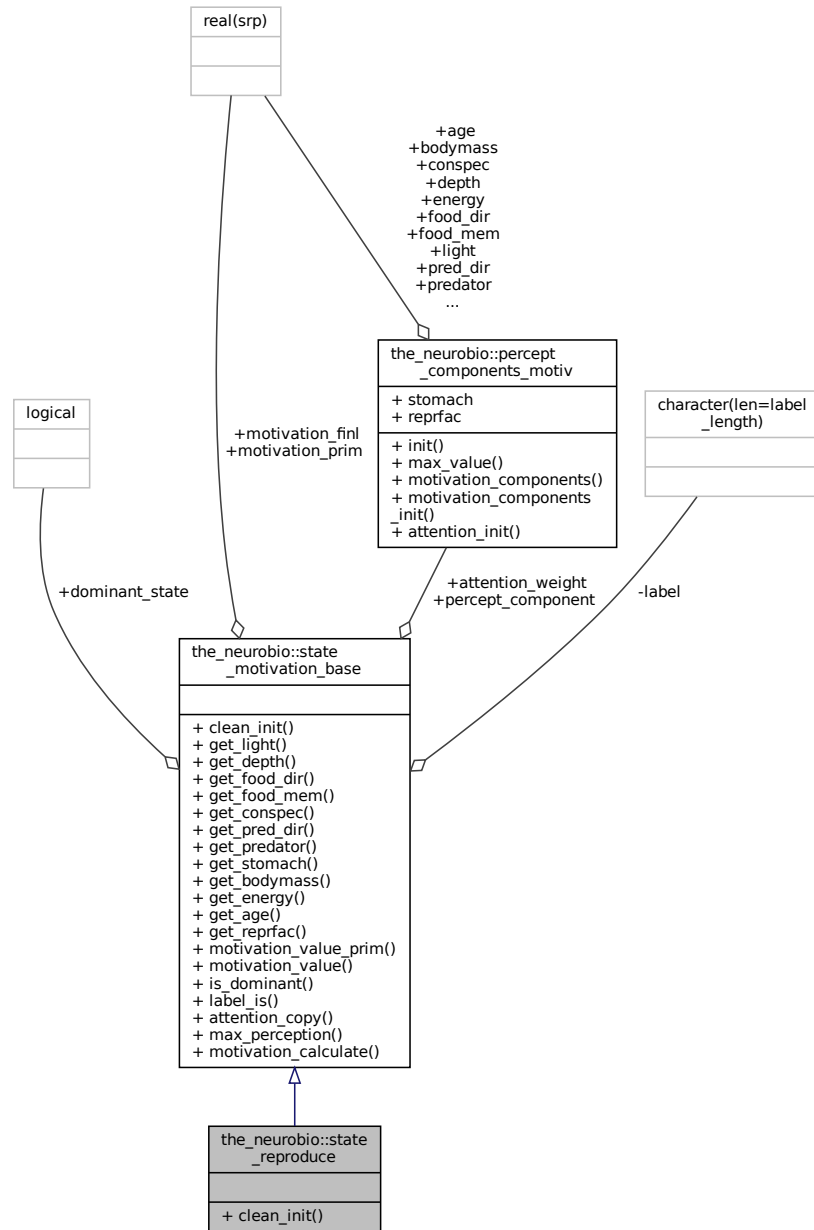 real(srp)
+age
+bodymass
+conspec
+depth
+energy
+food_dir
+food_mem
+light
+pred_dir
+predator
...
the_neurobio::percept
_components_motiv
+ stomach
+ reprfac
+ init()
+ max_value()
+ motivation_components()
+ motivation_components
_init()
+ attention_init()
character(len=label
_length)
logical
+motivation_finl
+motivation_prim
+dominant_state
+attention_weight
+percept_component
-label
the_neurobio::state
_motivation_base
+ clean_init()
+ get_light()
+ get_depth()
+ get_food_dir()
+ get_food_mem()
+ get_conspec()
+ get_pred_dir()
+ get_predator()
+ get_stomach()
+ get_bodymass()
+ get_energy()
+ get_age()
+ get_reprfac()
+ motivation_value_prim()
+ motivation_value()
+ is_dominant()
+ label_is()
+ attention_copy()
+ max_perception()
+ motivation_calculate()
the_neurobio::state
_reproduce
+ clean_init()